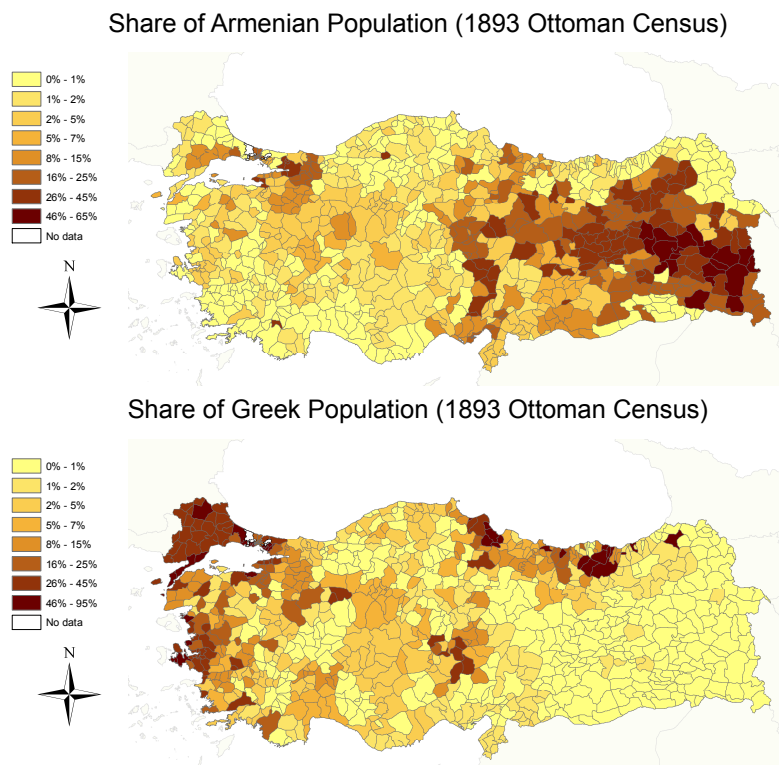 Share of Armenian Population (1893 Ottoman Census)
0% - 1%
1% - 2%
2% - 5%
5% - 7%
8% - 15%
16% - 25%
26% - 45%
46% - 65%
No data
N
Share of Greek Population (1893 Ottoman Census)
0% - 1%
1% - 2%
2% - 5%
5% - 7%
8% - 15%
16% - 25%
26% - 45%
46% - 95%
No data
N